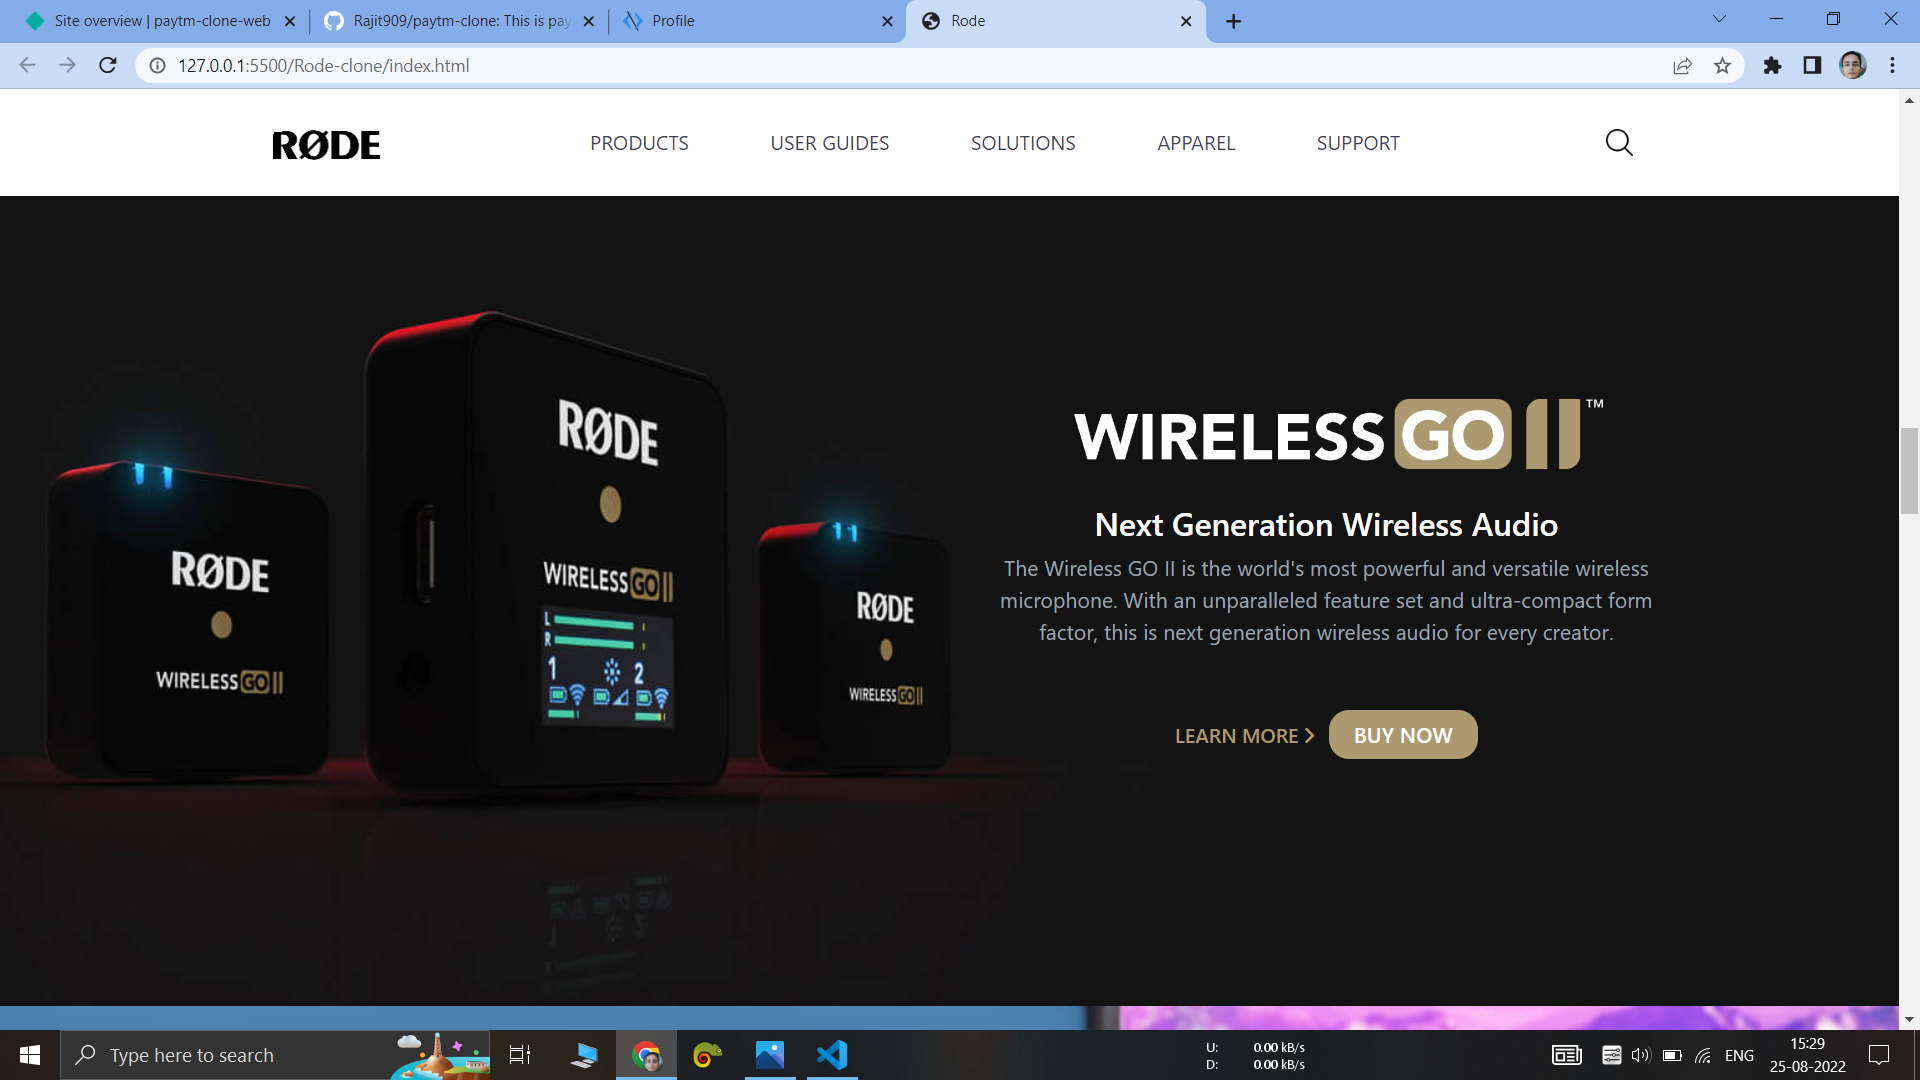 Site overview | paytm-clone-web
Rajit909/paytm-clone: This is pay
Profile
Rode
127.0.0.1:5500/Rode-clone/index.html
RØDE
PRODUCTS
USER GUIDES
SOLUTIONS
APPAREL
SUPPORT
RØDE
WIRELESS GO II
L
R
1
2
RØDE
WIRELESS GO II
RØDE
WIRELESS GO II
WIRELESS GO II™
Next Generation Wireless Audio
The Wireless GO II is the world's most powerful and versatile wireless
microphone. With an unparalleled feature set and ultra-compact form
factor, this is next generation wireless audio for every creator.
LEARN MORE
BUY NOW
Type here to search
U: 0.00 kB/s
D: 0.00 kB/s
ENG
15:29
25-08-2022